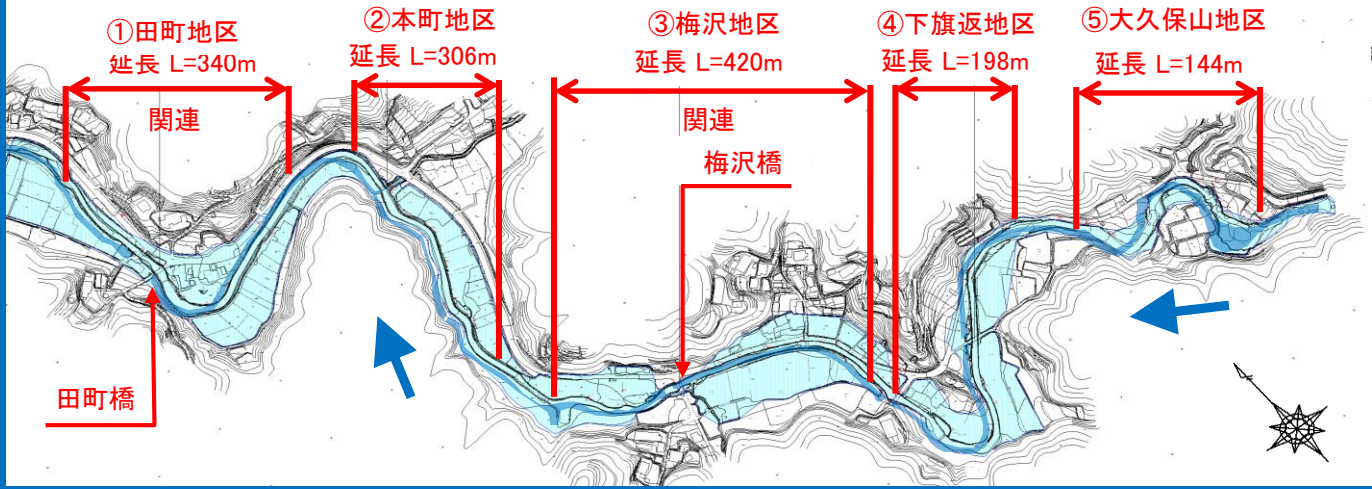 ①田町地区
延長 L=340m
関連
②本町地区
延長 L=306m
③梅沢地区
延長 L=420m
関連
梅沢橋
④下旗返地区
延長 L=198m
⑤大久保山地区
延長 L=144m
田町橋